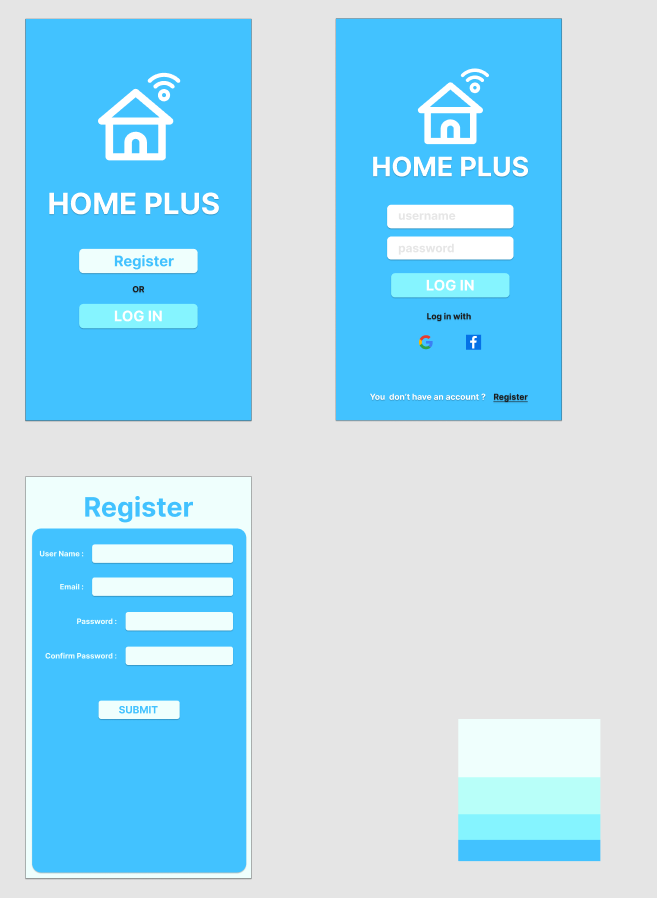 HOME PLUS
Register
OR
LOG IN
HOME PLUS
username
password
LOG IN
Log in with
You don't have an account ? Register
Register
User Name :
Email :
Password :
Confirm Password :
SUBMIT